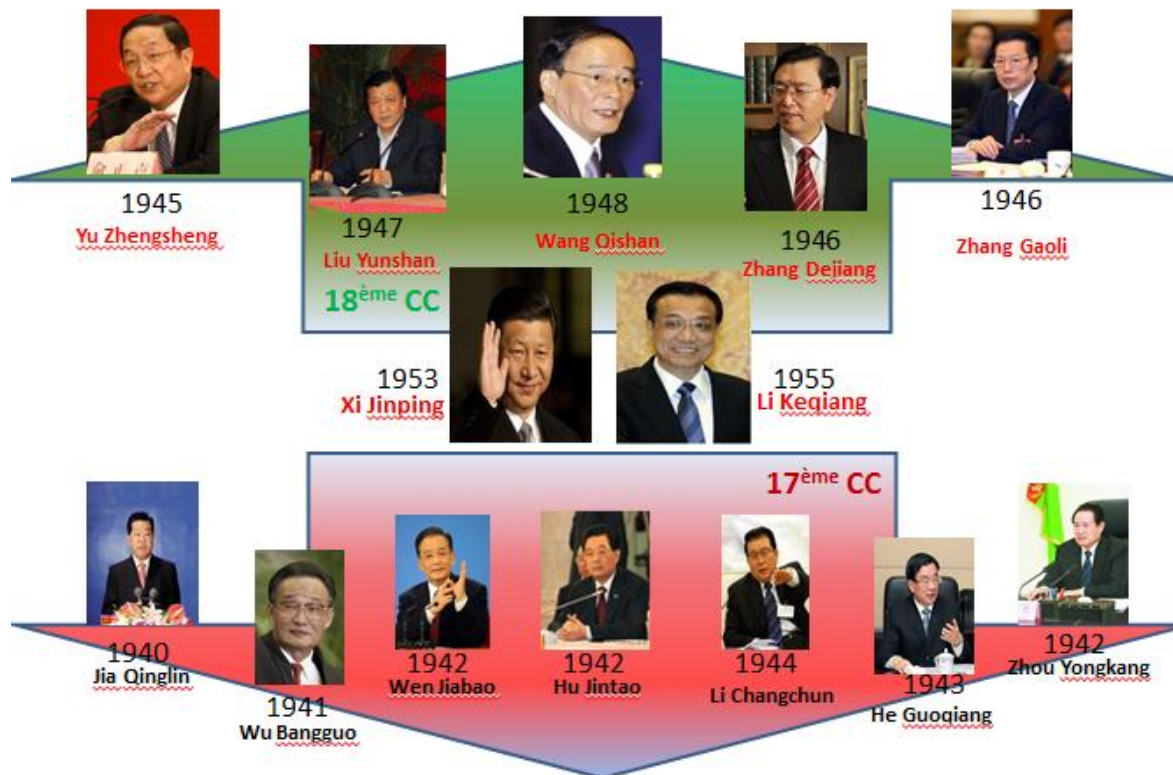 1945
Yu Zhengsheng
1947
Liu Yunshan
1948
Wang Qishan
1946
Zhang Dejiang
1946
Zhang Gaoli
18ème CC
1953
Xi Jinping
1955
Li Keqiang
17ème CC
1940
Jia Qinglin
1941
Wu Bangguo
1942
Wen Jiabao
1942
Hu Jintao
1944
Li Changchun
1943
He Guoqiang
1942
Zhou Yongkang